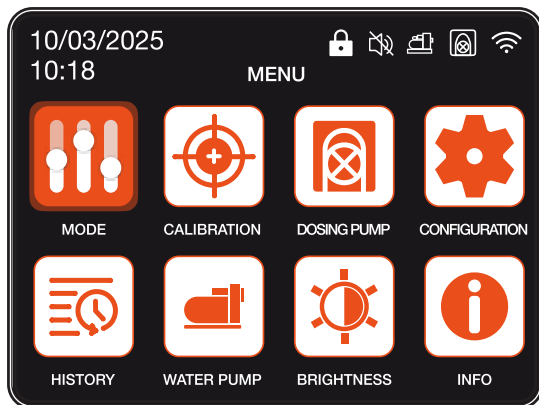 10/03/2025
10:18
MENU
MODE
CALIBRATION
DOSING PUMP
CONFIGURATION
HISTORY
WATER PUMP
BRIGHTNESS
INFO